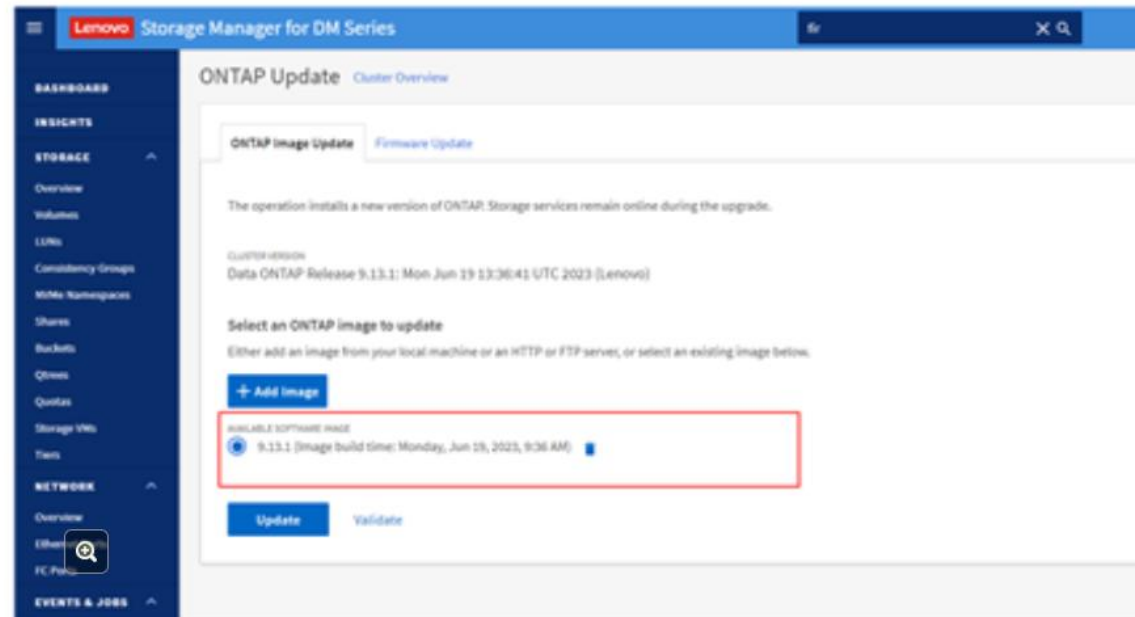 Lenovo Storage Manager for DM Series
fir
DASHBOARD
INSIGHTS
STORAGE
Overview
Volumes
LUNs
Consistency Groups
NVMe Namespaces
Shares
Buckets
Qtrees
Quotas
Storage VMs
Tiers
NETWORK
Overview
FC Ports
EVENTS & JOBS
ONTAP Update Cluster Overview
ONTAP Image Update Firmware Update
The operation installs a new version of ONTAP. Storage services remain online during the upgrade.
CLUSTER VERSION
Data ONTAP Release 9.13.1: Mon Jun 19 13:36:41 UTC 2023 (Lenovo)
Select an ONTAP image to update
Either add an image from your local machine or an HTTP or FTP server, or select an existing image below.
+ Add Image
AVAILABLE SOFTWARE IMAGE
9.13.1 (Image build time: Monday, Jun 19, 2023, 9:36 AM)
Update Validate